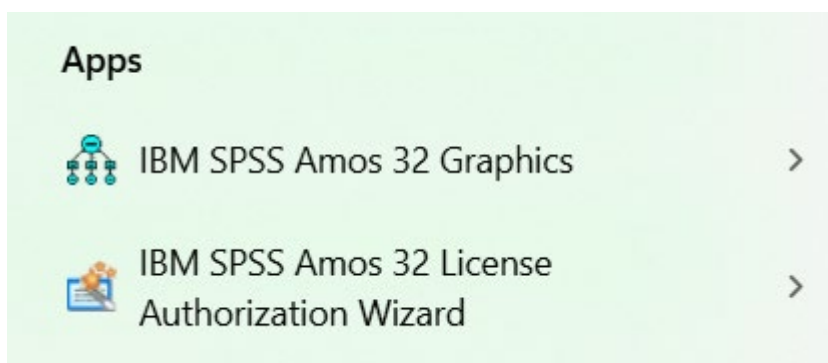 Apps
IBM SPSS Amos 32 Graphics
IBM SPSS Amos 32 License
Authorization Wizard